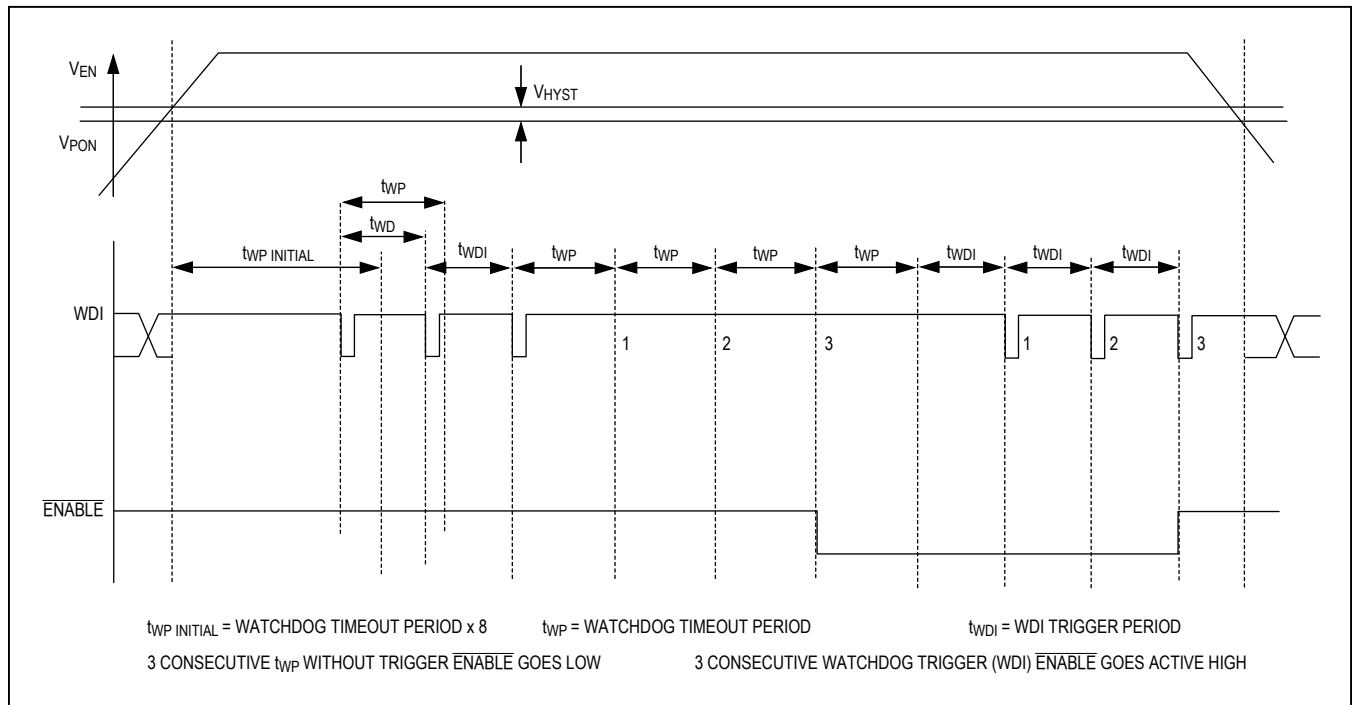 VEN
VHYST
VPON
tWP
tWD
tWP INITIAL
tWDI
tWP
tWP
tWP
tWP
tWDI
tWDI
tWDI
WDI
1
2
3
1
2
3
ENABLE
tWP INITIAL = WATCHDOG TIMEOUT PERIOD x 8
tWP = WATCHDOG TIMEOUT PERIOD
tWDI = WDI TRIGGER PERIOD
3 CONSECUTIVE tWP WITHOUT TRIGGER ENABLE GOES LOW
3 CONSECUTIVE WATCHDOG TRIGGER (WDI) ENABLE GOES ACTIVE HIGH